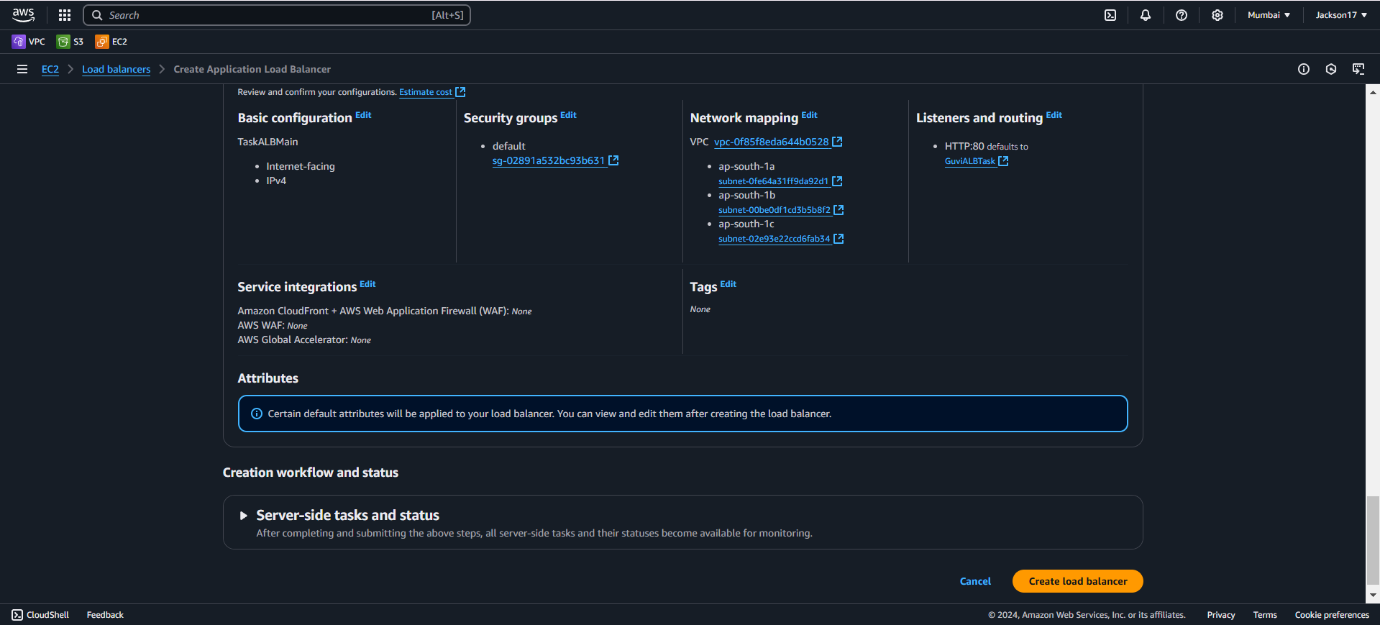 aws Search [Alt+S] Mumbai ▼ Jackson17 ▼
VPC S3 EC2
EC2 > Load balancers > Create Application Load Balancer
Review and confirm your configurations. Estimate cost
Basic configuration Edit
TaskALBMain
• Internet-facing
• IPv4
Security groups Edit
• default
sg-02891a532bc93b631
Network mapping Edit
VPC vpc-0f85f8eda644b0528
• ap-south-1a
subnet-0fe64a31ff9da92d1
• ap-south-1b
subnet-00be0df1cd3b5b8f2
• ap-south-1c
subnet-02e93e22ccd6fab34
Listeners and routing Edit
• HTTP:80 defaults to
GuviALBTask
Service integrations Edit
Amazon CloudFront + AWS Web Application Firewall (WAF): None
AWS WAF: None
AWS Global Accelerator: None
Tags Edit
None
Attributes
Certain default attributes will be applied to your load balancer. You can view and edit them after creating the load balancer.
Creation workflow and status
Server-side tasks and status
After completing and submitting the above steps, all server-side tasks and their statuses become available for monitoring.
Cancel Create load balancer
CloudShell Feedback © 2024, Amazon Web Services, Inc. or its affiliates. Privacy Terms Cookie preferences